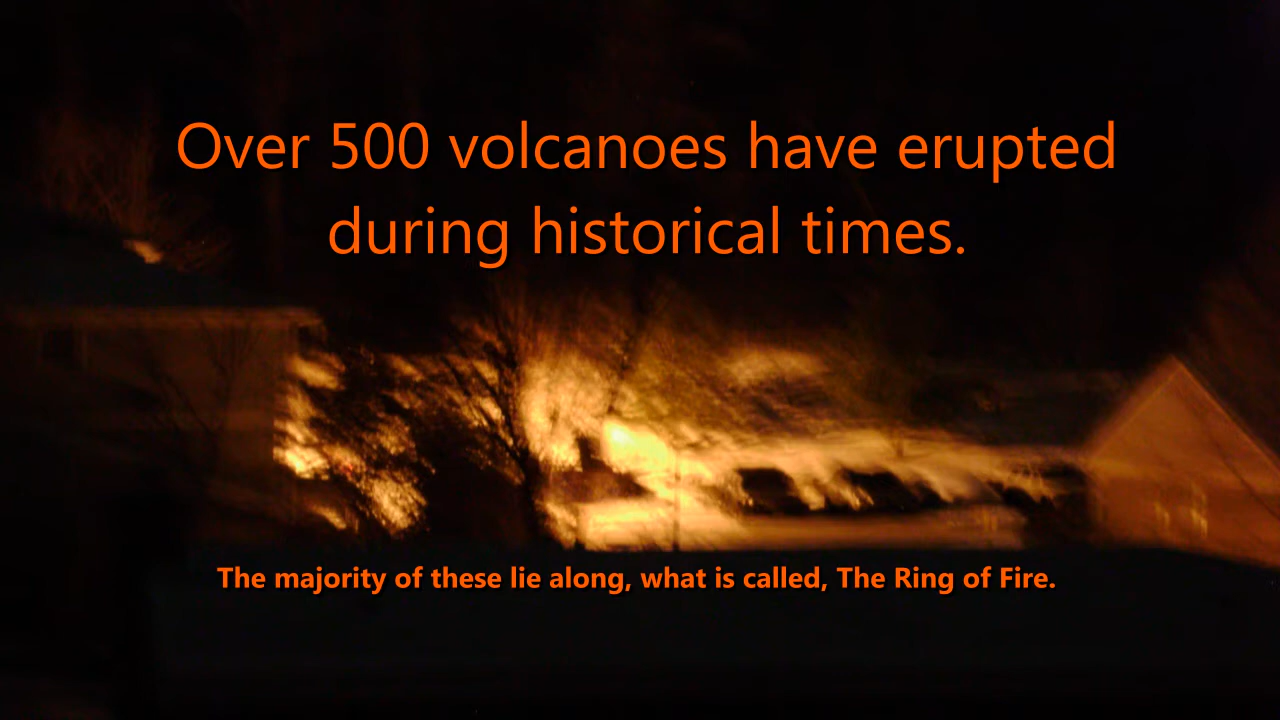 Over 500 volcanoes have erupted
during historical times.
The majority of these lie along, what is called, The Ring of Fire.